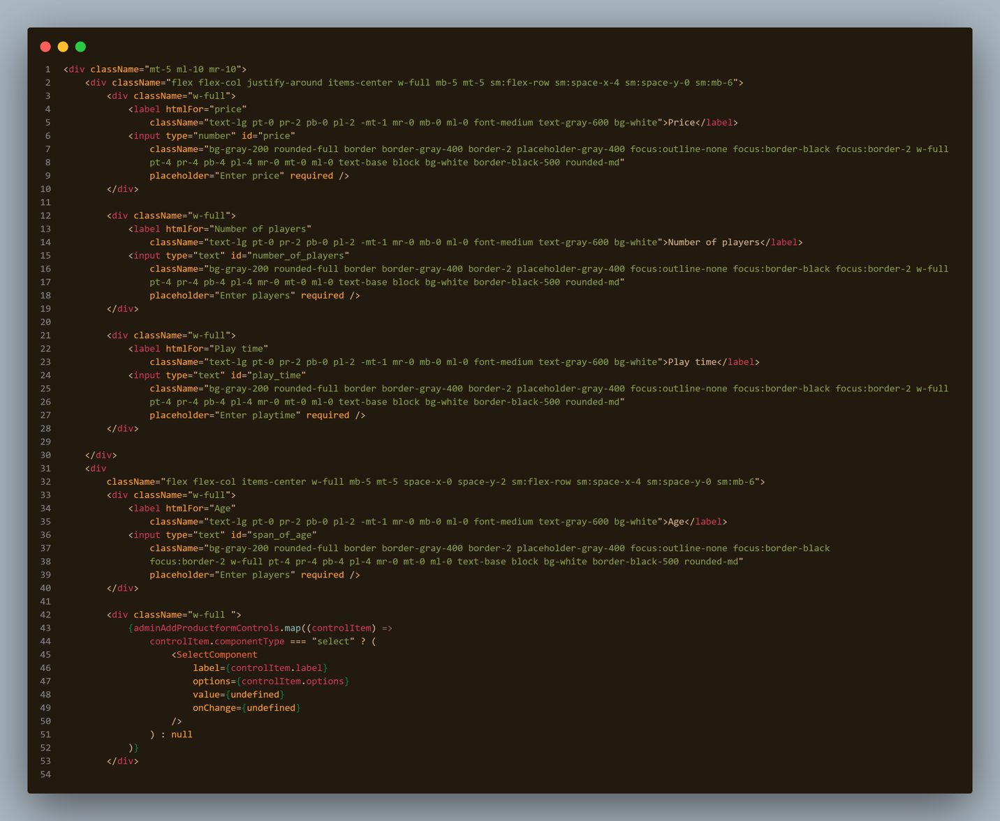 1 <div className="mt-5 ml-10 mr-10">
2     <div className="flex flex-col justify-around items-center w-full mb-5 mt-5 sm:flex-row sm:space-x-4 sm:space-y-0 sm:mb-6">
3         <div className="w-full">
4             <label htmlFor="price"
5                 className="text-lg pt-0 pr-2 pb-0 pl-2 -mt-1 mr-0 mb-0 ml-0 font-medium text-gray-600 bg-white">Price</label>
6             <input type="number" id="price"
7                 className="bg-gray-200 rounded-full border border-gray-400 border-2 placeholder-gray-400 focus:outline-none focus:border-black focus:border-2 w-full
8                 pt-4 pr-4 pb-4 pl-4 mr-0 mt-0 ml-0 text-base block bg-white border-black-500 rounded-md"
9                 placeholder="Enter price" required />
10         </div>
11
12         <div className="w-full">
13             <label htmlFor="Number of players"
14                 className="text-lg pt-0 pr-2 pb-0 pl-2 -mt-1 mr-0 mb-0 ml-0 font-medium text-gray-600 bg-white">Number of players</label>
15             <input type="text" id="number_of_players"
16                 className="bg-gray-200 rounded-full border border-gray-400 border-2 placeholder-gray-400 focus:outline-none focus:border-black focus:border-2 w-full
17                 pt-4 pr-4 pb-4 pl-4 mr-0 mt-0 ml-0 text-base block bg-white border-black-500 rounded-md"
18                 placeholder="Enter players" required />
19         </div>
20
21         <div className="w-full">
22             <label htmlFor="Play time"
23                 className="text-lg pt-0 pr-2 pb-0 pl-2 -mt-1 mr-0 mb-0 ml-0 font-medium text-gray-600 bg-white">Play time</label>
24             <input type="text" id="play_time"
25                 className="bg-gray-200 rounded-full border border-gray-400 border-2 placeholder-gray-400 focus:outline-none focus:border-black focus:border-2 w-full
26                 pt-4 pr-4 pb-4 pl-4 mr-0 mt-0 ml-0 text-base block bg-white border-black-500 rounded-md"
27                 placeholder="Enter playtime" required />
28         </div>
29
30     </div>
31     <div
32         className="flex flex-col items-center w-full mb-5 mt-5 space-x-0 space-y-2 sm:flex-row sm:space-x-4 sm:space-y-0 sm:mb-6">
33         <div className="w-full">
34             <label htmlFor="Age"
35                 className="text-lg pt-0 pr-2 pb-0 pl-2 -mt-1 mr-0 mb-0 ml-0 font-medium text-gray-600 bg-white">Age</label>
36             <input type="text" id="span_of_age"
37                 className="bg-gray-200 rounded-full border border-gray-400 border-2 placeholder-gray-400 focus:outline-none focus:border-black
38                 focus:border-2 w-full pt-4 pr-4 pb-4 pl-4 mr-0 mt-0 ml-0 text-base block bg-white border-black-500 rounded-md"
39                 placeholder="Enter players" required />
40         </div>
41
42         <div className="w-full ">
43             {adminAddProductformControls.map((controlItem) =>
44                 controlItem.componentType === "select" ? (
45                     <SelectComponent
46                         label={controlItem.label}
47                         options={controlItem.options}
48                         value={undefined}
49                         onChange={undefined}
50                     />
51                 ) : null
52             )}
53         </div>
54